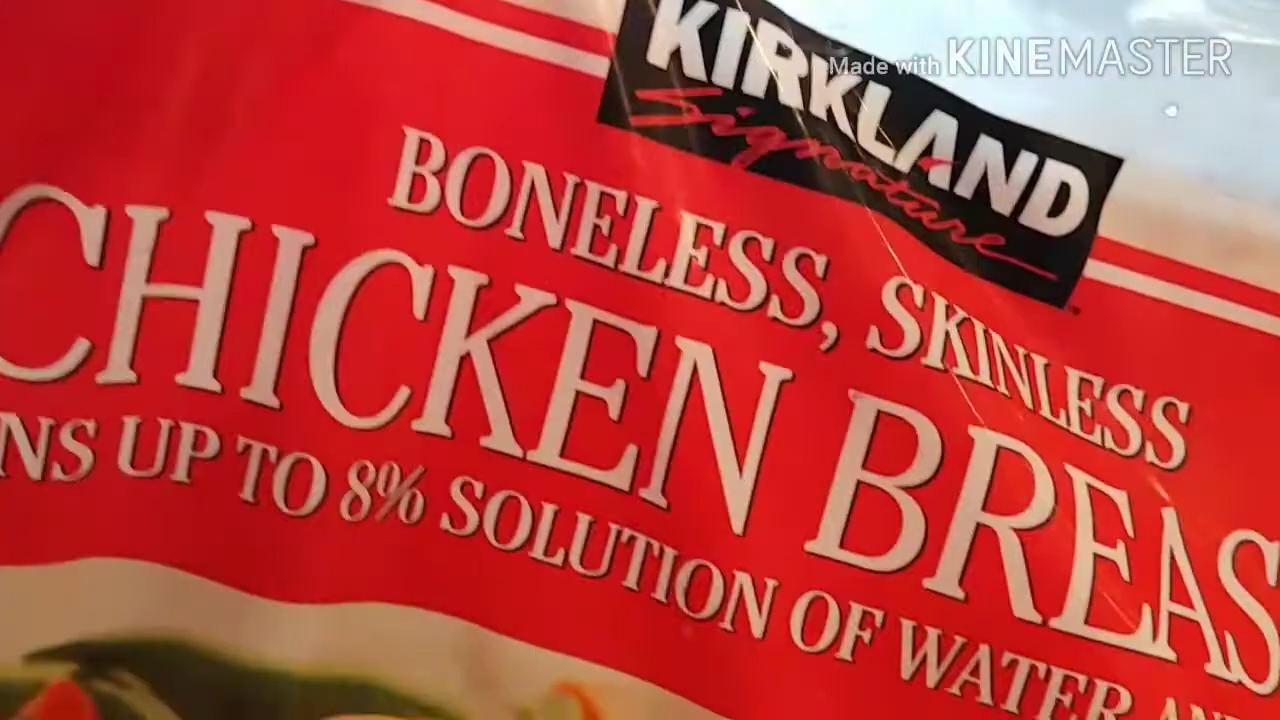 Made with KINEMASTER
KIRKLAND
Signature
BONELESS, SKINLESS
CHICKEN BREAS
NS UP TO 8% SOLUTION OF WATER AN